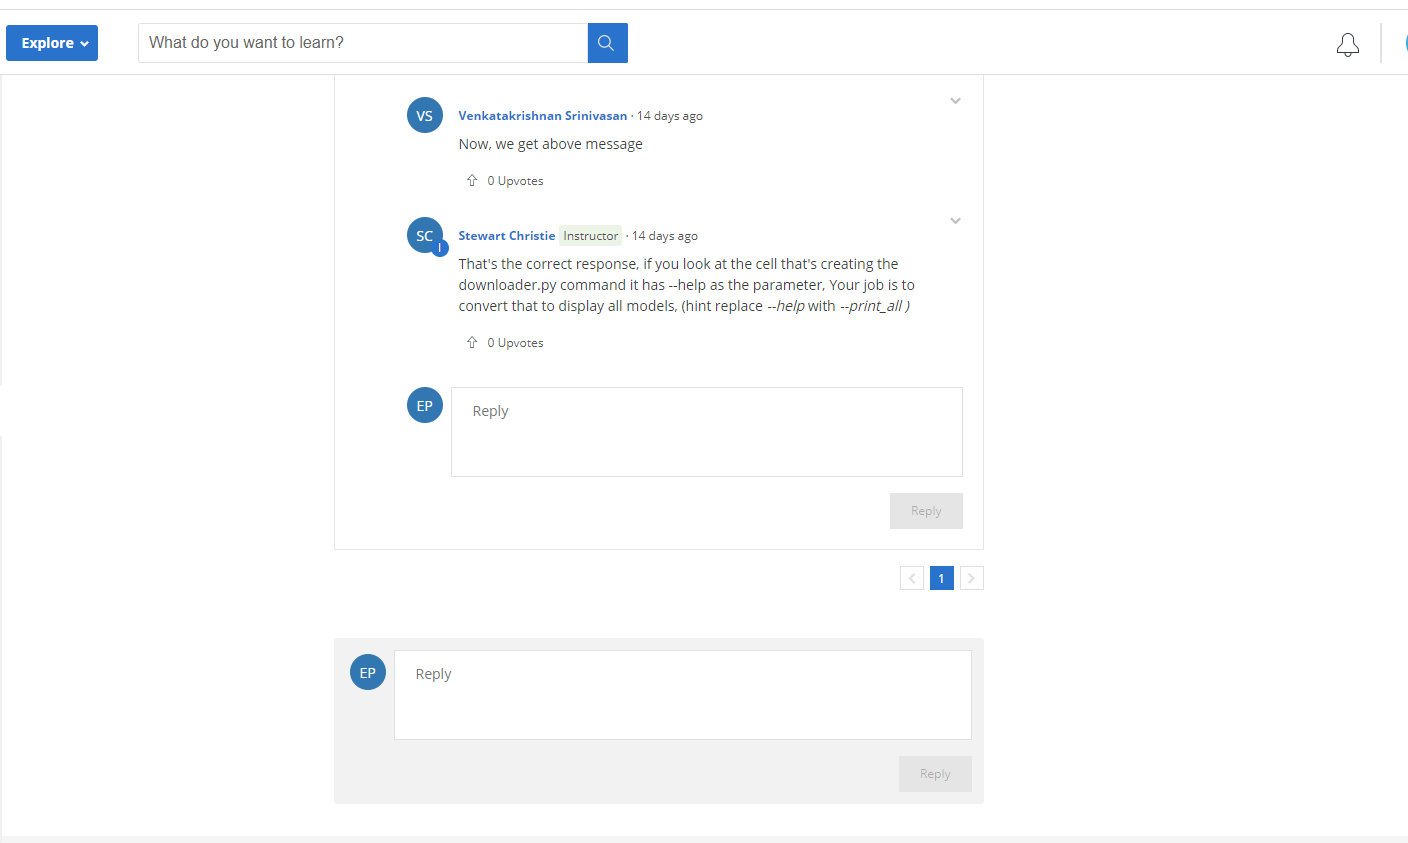 Explore
What do you want to learn?
VS
Venkatakrishnan Srinivasan · 14 days ago
Now, we get above message
0 Upvotes
SC
I
Stewart Christie Instructor · 14 days ago
That's the correct response, if you look at the cell that's creating the
downloader.py command it has --help as the parameter, Your job is to
convert that to display all models, (hint replace --help with --print_all )
0 Upvotes
EP
Reply
Reply
1
EP
Reply
Reply